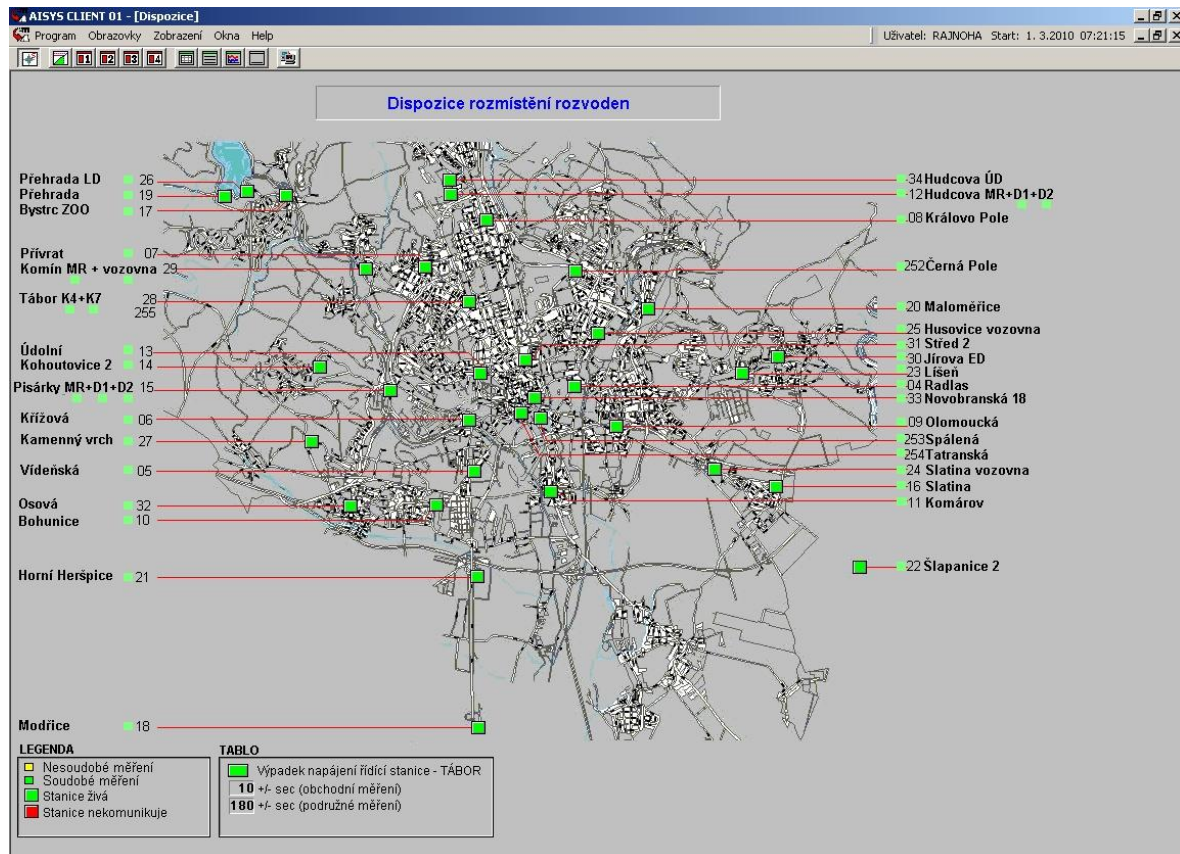 AISYS CLIENT 01 - [Dispozice]
Program Obrazovky Zobrazení Okna Help
Uživatel: RAJNOHA Start: 1. 3.2010 07:21:15
1 2 3 4
Dispozice rozmístění rozvoden
Přehrada LD 26
Přehrada 19
Bystrc ZOO 17
Přívrat 07
Komín MR + vozovna 29
Tábor K4+K7 28
255
Údolní 13
Kohoutovice 2 14
Pisárky MR+D1+D2 15
Křížová 06
Kamenný vrch 27
Vídeňská 05
Osová 32
Bohunice 10
Horní Heršpice 21
Modřice 18
34 Hudcova ÚD
12 Hudcova MR+D1+D2
08 Královo Pole
252 Černá Pole
20 Maloměřice
25 Husovice vozovna
31 Střed 2
30 Jírova ED
23 Líšeň
04 Radlas
33 Novobranská 18
09 Olomoucká
253 Spálená
254 Tatranská
24 Slatina vozovna
16 Slatina
11 Komárov
22 Šlapanice 2
LEGENDA
Nesoudobé měření
Soudobé měření
Stanice živá
Stanice nekomunikuje
TABLO
Výpadek napájení řídící stanice - TÁBOR
10 +/- sec (obchodní měření)
180 +/- sec (podružné měření)